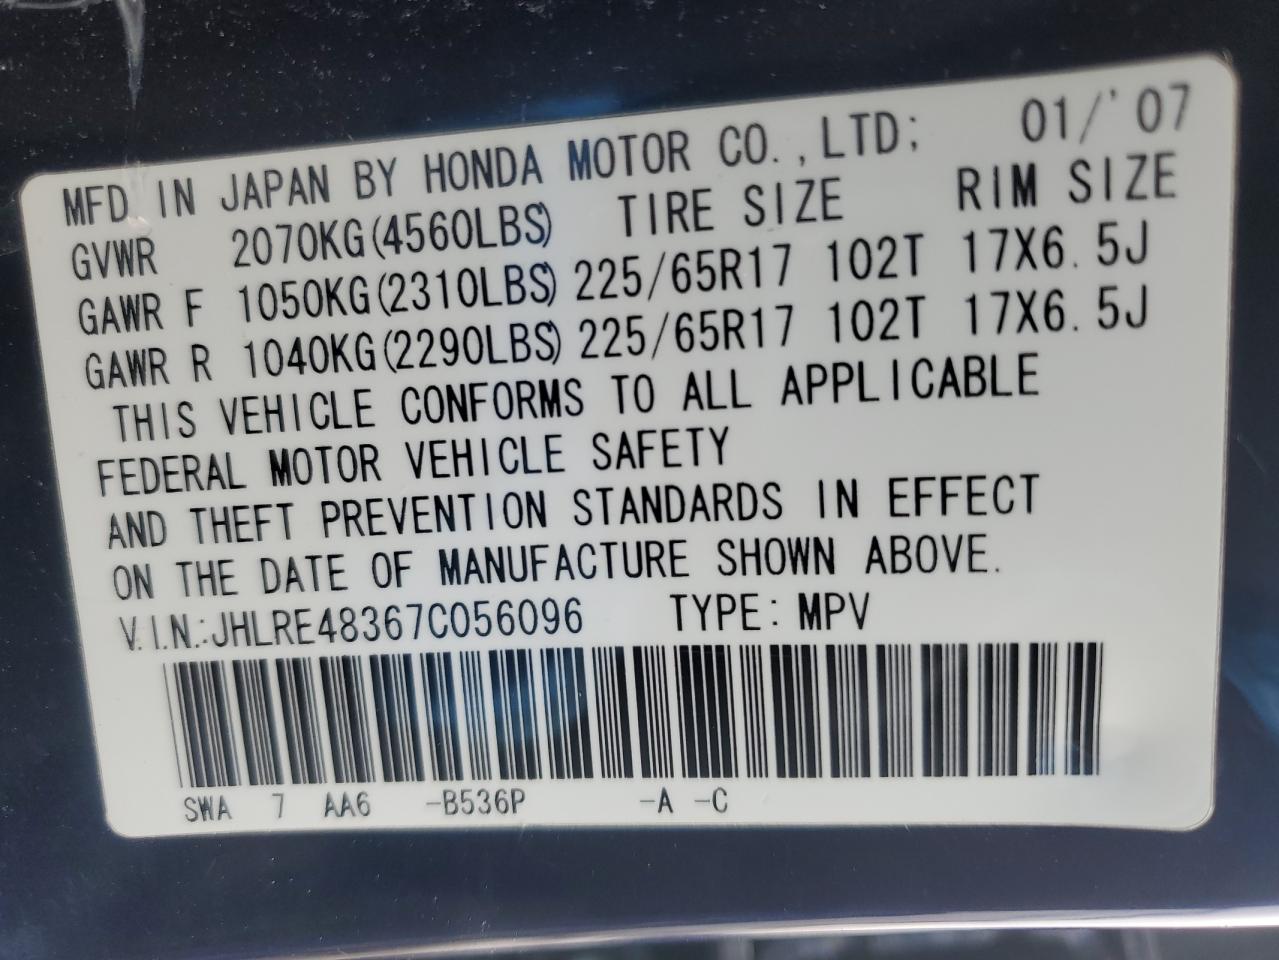 MFD. IN JAPAN BY HONDA MOTOR CO.,LTD; 01/'07
GVWR 2070KG(4560LBS) TIRE SIZE RIM SIZE
GAWR F 1050KG(2310LBS) 225/65R17 102T 17X6.5J
GAWR R 1040KG(2290LBS) 225/65R17 102T 17X6.5J
THIS VEHICLE CONFORMS TO ALL APPLICABLE
FEDERAL MOTOR VEHICLE SAFETY
AND THEFT PREVENTION STANDARDS IN EFFECT
ON THE DATE OF MANUFACTURE SHOWN ABOVE.
V.I.N.:JHLRE48367C056096 TYPE:MPV
SWA 7 AA6 -B536P -A -C